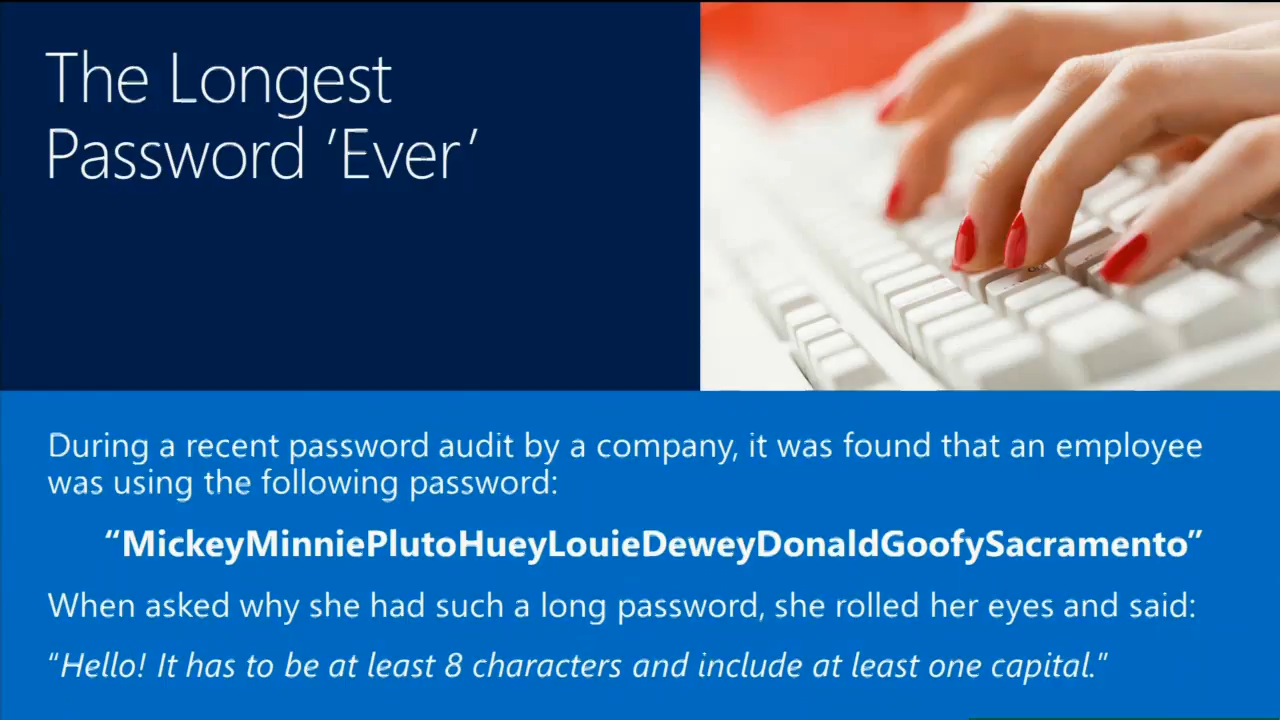 The Longest
Password ’Ever’
During a recent password audit by a company, it was found that an employee
was using the following password:
“MickeyMinniePlutoHueyLouieDeweyDonaldGoofySacramento”
When asked why she had such a long password, she rolled her eyes and said:
“Hello! It has to be at least 8 characters and include at least one capital.”